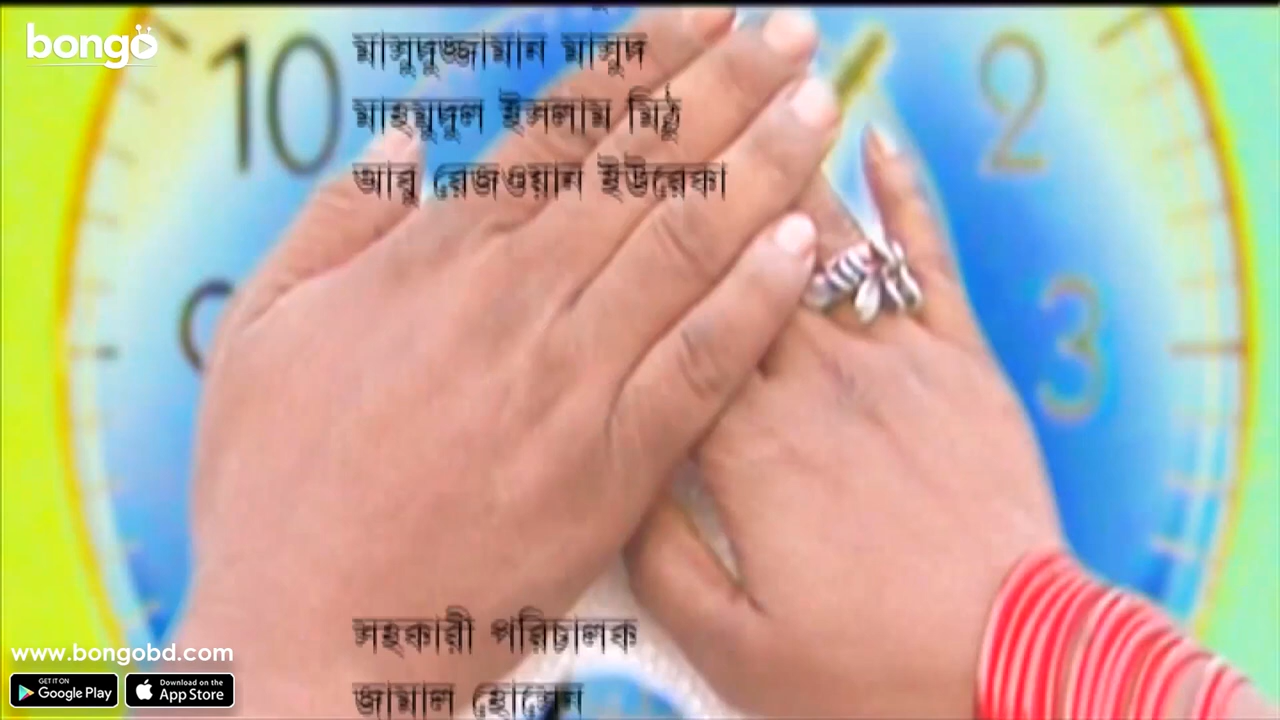 bongo
10
2
মাসুদুজ্জামান মাসুদ
মাহমুদুল ইসলাম মিঠু
আবু রেজওয়ান ইউরেকা
3
সহকারী পরিচালক
জামাল হোসেন
www.bongobd.com
GET IT ON
Google Play
Download on the
App Store